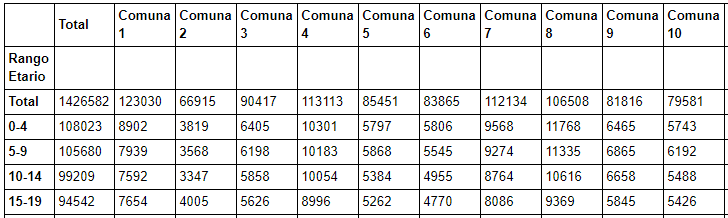 Total Comuna 1 Comuna 2 Comuna 3 Comuna 4 Comuna 5 Comuna 6 Comuna 7 Comuna 8 Comuna 9 Comuna 10
Rango Etario
Total 1426582 123030 66915 90417 113113 85451 83865 112134 106508 81816 79581
0-4 108023 8902 3819 6405 10301 5797 5806 9568 11768 6465 5743
5-9 105680 7939 3568 6198 10183 5868 5545 9274 11335 6865 6192
10-14 99209 7592 3347 5858 10054 5384 4955 8764 10616 6658 5488
15-19 94542 7654 4005 5626 8996 5262 4770 8086 9369 5845 5426